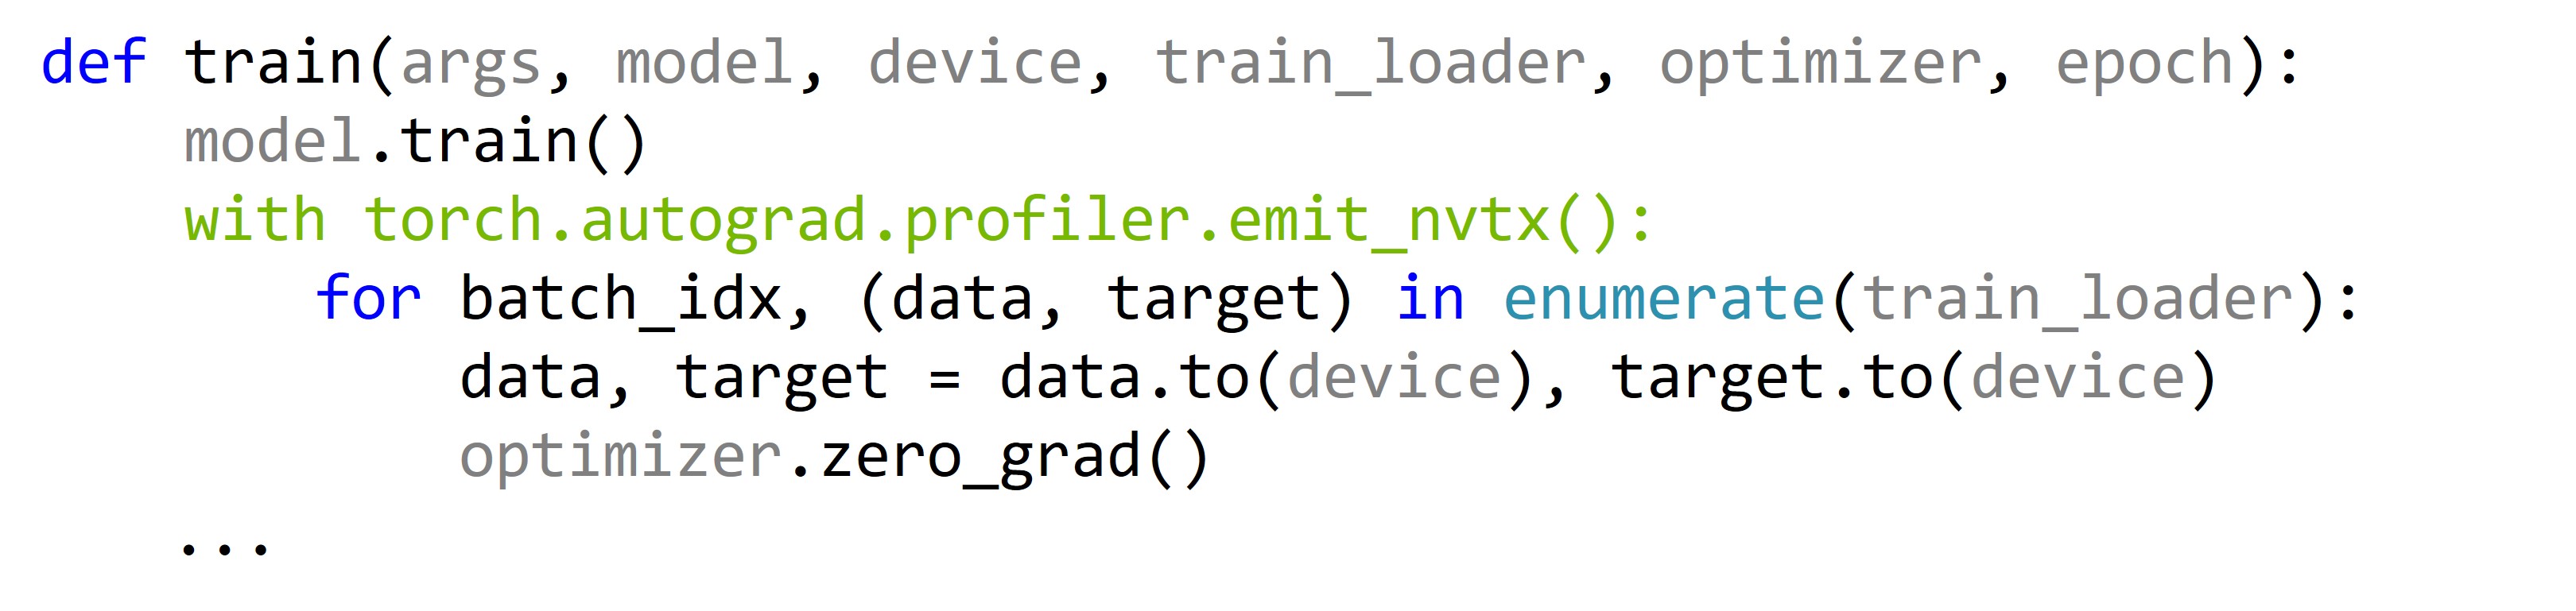 def train(args, model, device, train_loader, optimizer, epoch):
    model.train()
    with torch.autograd.profiler.emit_nvtx():
        for batch_idx, (data, target) in enumerate(train_loader):
            data, target = data.to(device), target.to(device)
            optimizer.zero_grad()
    ...